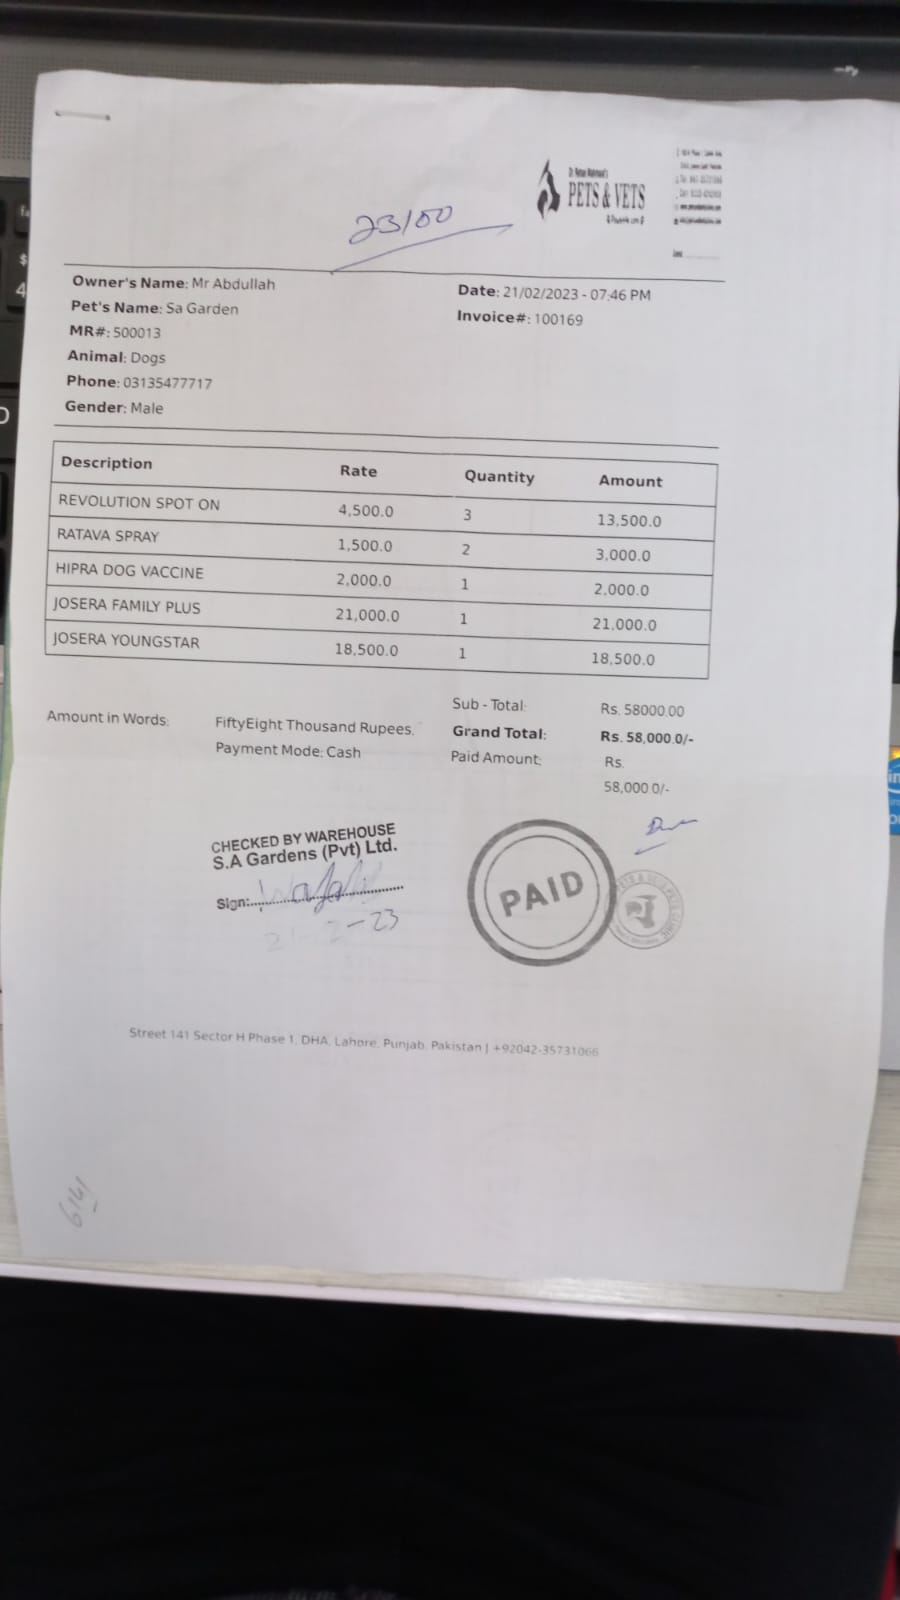 23/00
PETS & VETS
Owner's Name: Mr Abdullah
Pet's Name: Sa Garden
MR#: 500013
Animal: Dogs
Phone: 03135477717
Gender: Male
Date: 21/02/2023 - 07:46 PM
Invoice#: 100169
Description Rate Quantity Amount
REVOLUTION SPOT ON 4,500.0 3 13,500.0
RATAVA SPRAY 1,500.0 2 3,000.0
HIPRA DOG VACCINE 2,000.0 1 2,000.0
JOSERA FAMILY PLUS 21,000.0 1 21,000.0
JOSERA YOUNGSTAR 18,500.0 1 18,500.0
Amount in Words: FiftyEight Thousand Rupees.
Payment Mode: Cash
Sub - Total: Rs. 58000.00
Grand Total: Rs. 58,000.0/-
Paid Amount: Rs.
58,000.0/-
CHECKED BY WAREHOUSE
S.A Gardens (Pvt) Ltd.
Sign:
21-2-23
PAID
Street 141 Sector H Phase 1, DHA, Lahore, Punjab, Pakistan | +92042-35731066
6141